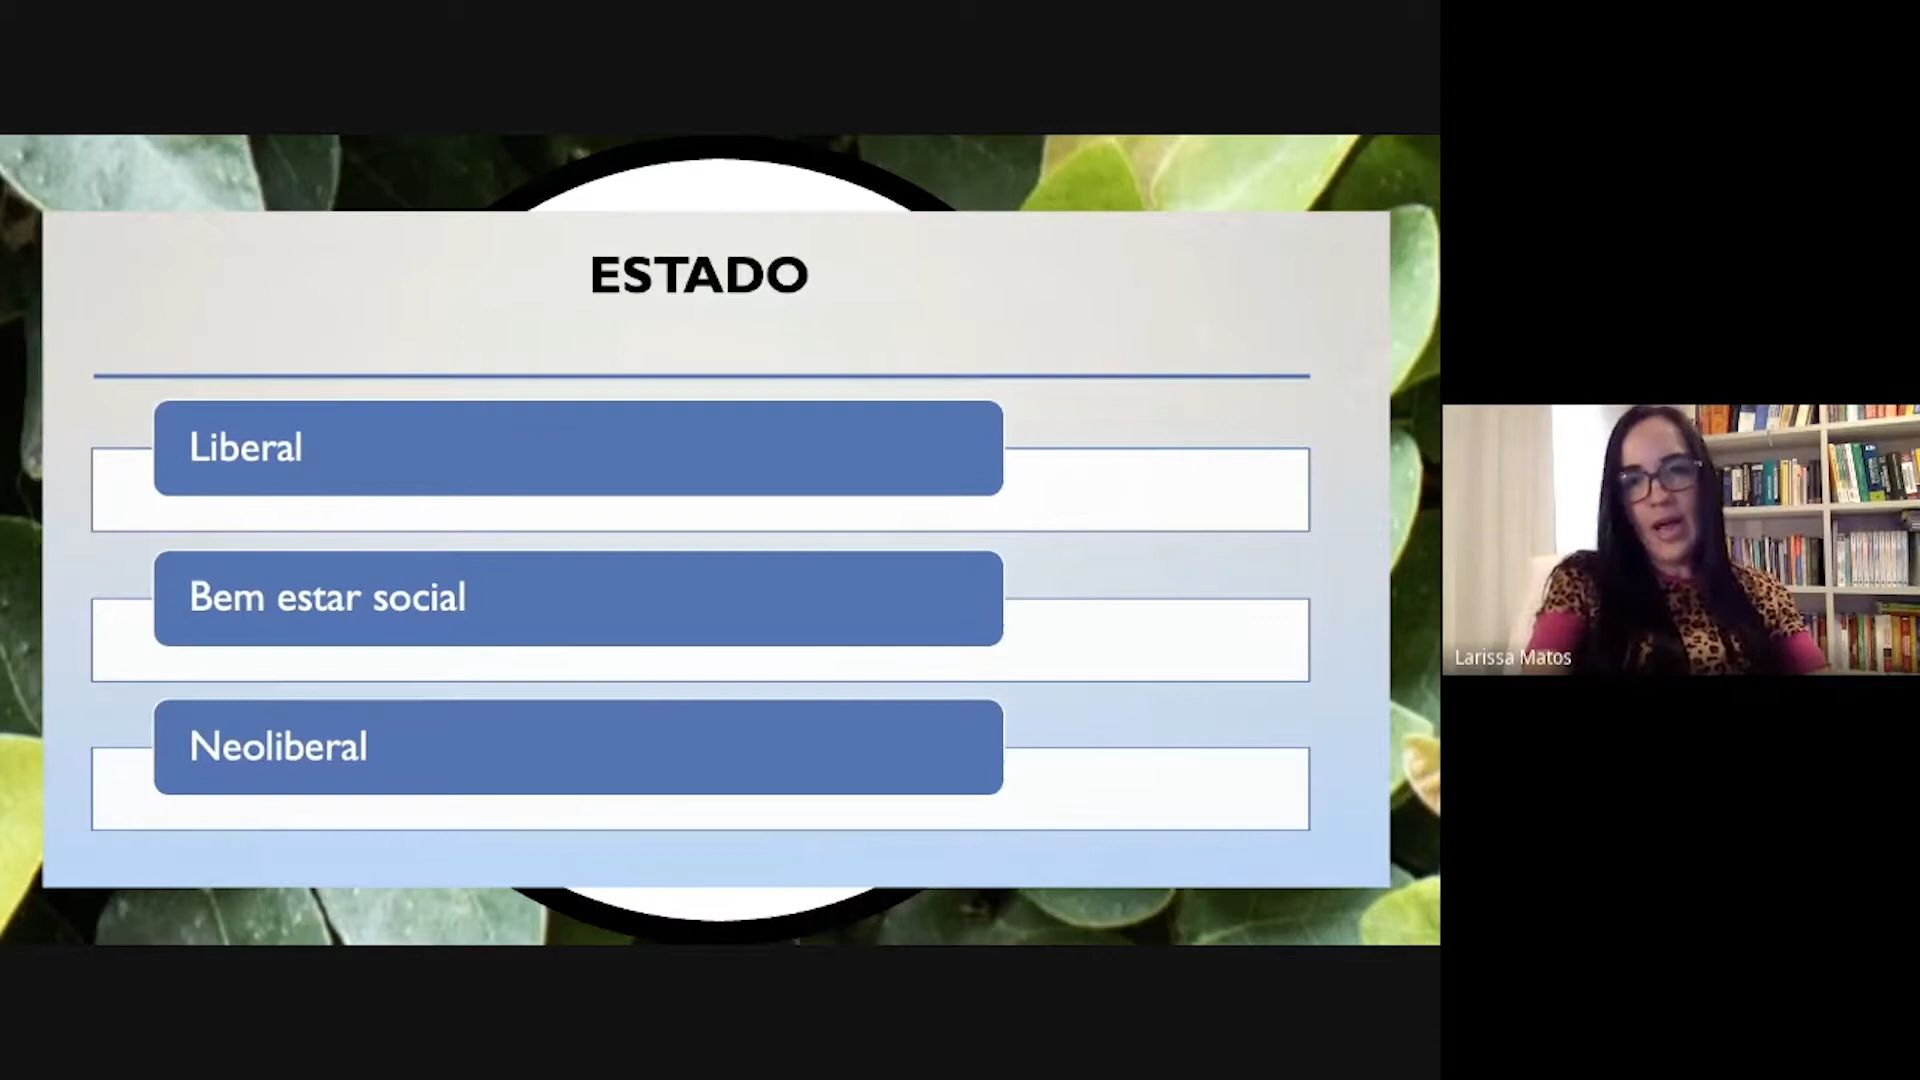 ESTADO
Liberal
Bem estar social
Neoliberal
Larissa Matos